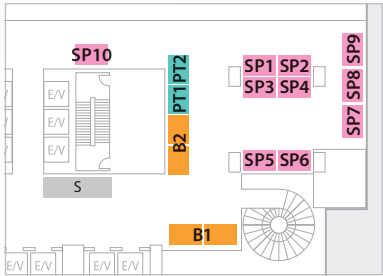 SP10
PT2
PT1
B2
SP1 SP2
SP3 SP4
SP9
SP8
SP7
SP5 SP6
E/V
E/V
E/V
S
B1
E/V E/V E/V E/V